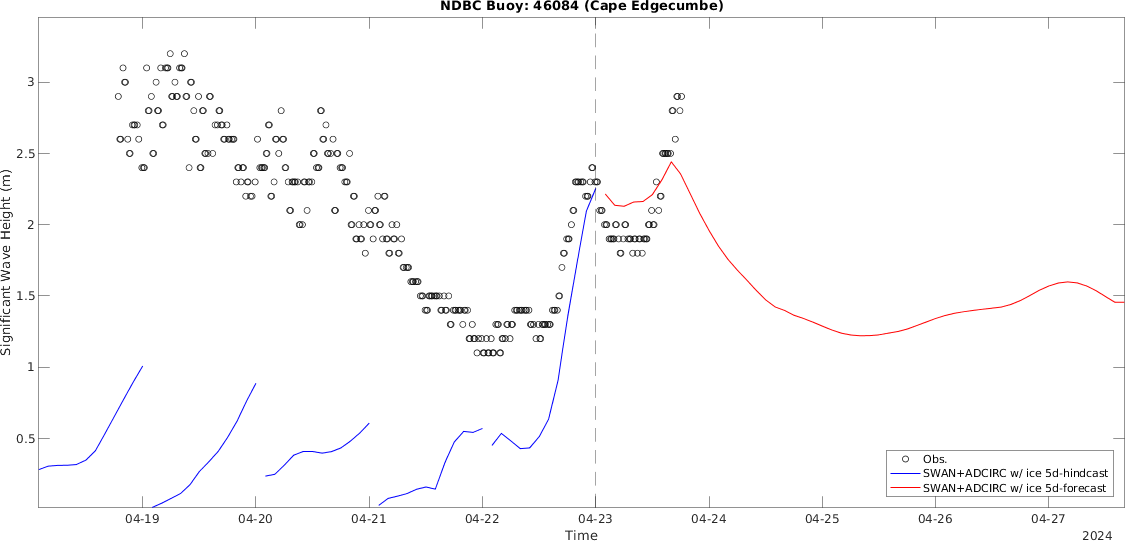 NDBC Buoy: 46084 (Cape Edgecumbe)
Significant Wave Height (m)
3
2.5
2
1.5
1
0.5
Obs.
SWAN+ADCIRC w/ ice 5d-hindcast
SWAN+ADCIRC w/ ice 5d-forecast
04-19 04-20 04-21 04-22 04-23 04-24 04-25 04-26 04-27
Time
2024